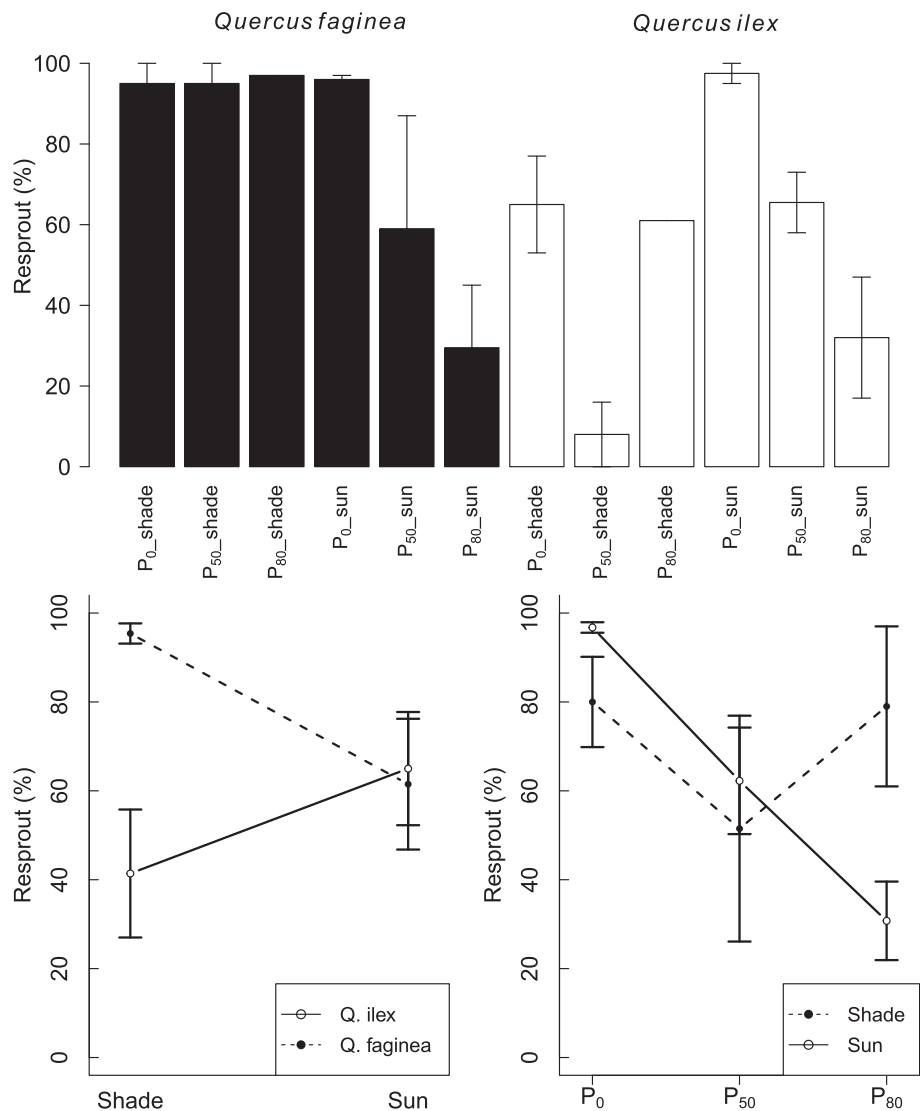 Quercus faginea Quercus ilex
Resprout (%)
100
80
60
40
20
0
P₀_shade
P₅₀_shade
P₈₀_shade
P₀_sun
P₅₀_sun
P₈₀_sun
P₀_shade
P₅₀_shade
P₈₀_shade
P₀_sun
P₅₀_sun
P₈₀_sun
Resprout (%)
100
80
60
40
20
0
Q. ilex
Q. faginea
Shade Sun
Resprout (%)
100
80
60
40
20
0
Shade
Sun
P₀ P₅₀ P₈₀